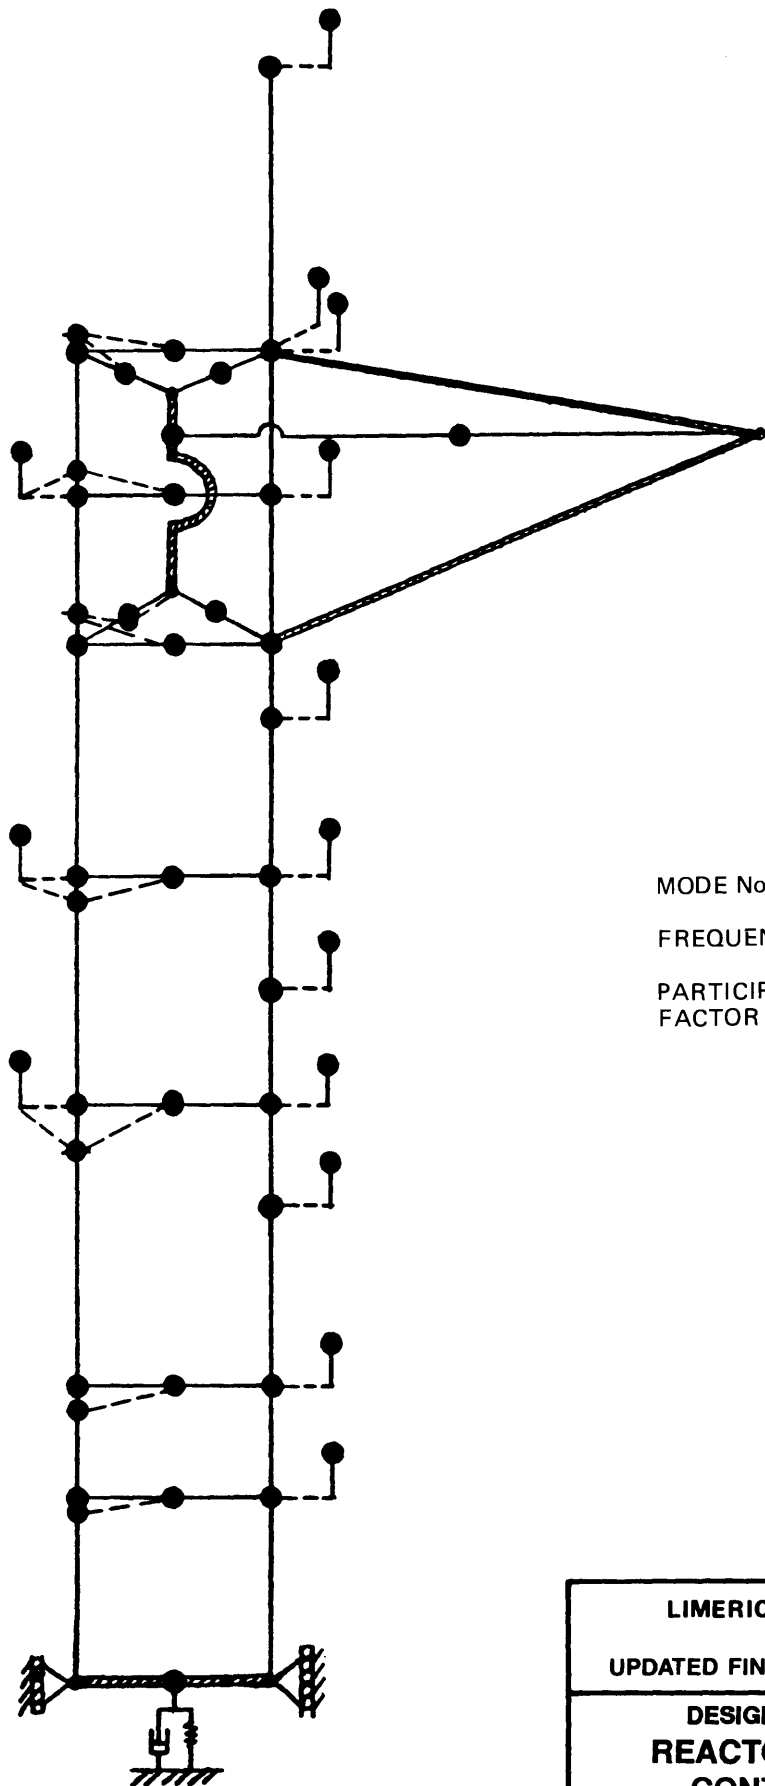 MODE No
FREQUEN
PARTICIP
FACTOR
LIMERIC
UPDATED FIN
DESIG
REACTO
CONT